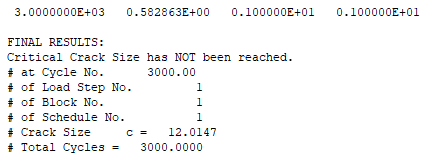 3.0000000E+03 0.582863E+00 0.100000E+01 0.100000E+01
FINAL RESULTS:
Critical Crack Size has NOT been reached.
# at Cycle No. 3000.00
# of Load Step No. 1
# of Block No. 1
# of Schedule No. 1
# Crack Size c = 12.0147
# Total Cycles = 3000.0000